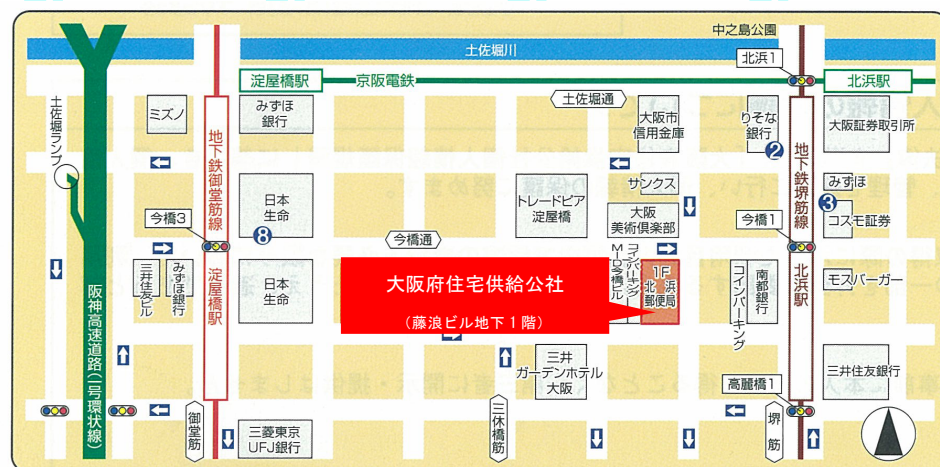 中之島公園
土佐堀川
北浜1
淀屋橋駅
京阪電鉄
北浜駅
土佐堀ランプ
ミズノ
みずほ
銀行
土佐堀通
大阪市
信用金庫
りそな
銀行
大阪証券取引所
2
地下鉄御堂筋線
地下鉄堺筋線
日本
生命
8
トレードピア
淀屋橋
サンクス
大阪
美術倶楽部
みずほ
3
コスモ証券
今橋3
今橋通
今橋1
三井住友ビル
みずほ銀行
淀屋橋駅
日本
生命
大阪府住宅供給公社
(藤浪ビル地下1階)
MID今橋ビル
コインパーキング
1F
北浜
郵便局
コインパーキング
南都銀行
北浜駅
モスバーガー
阪神高速道路(一号環状線)
三井
ガーデンホテル
大阪
高麗橋1
三井住友銀行
御堂筋
三菱東京
UFJ銀行
三休橋筋
堺筋